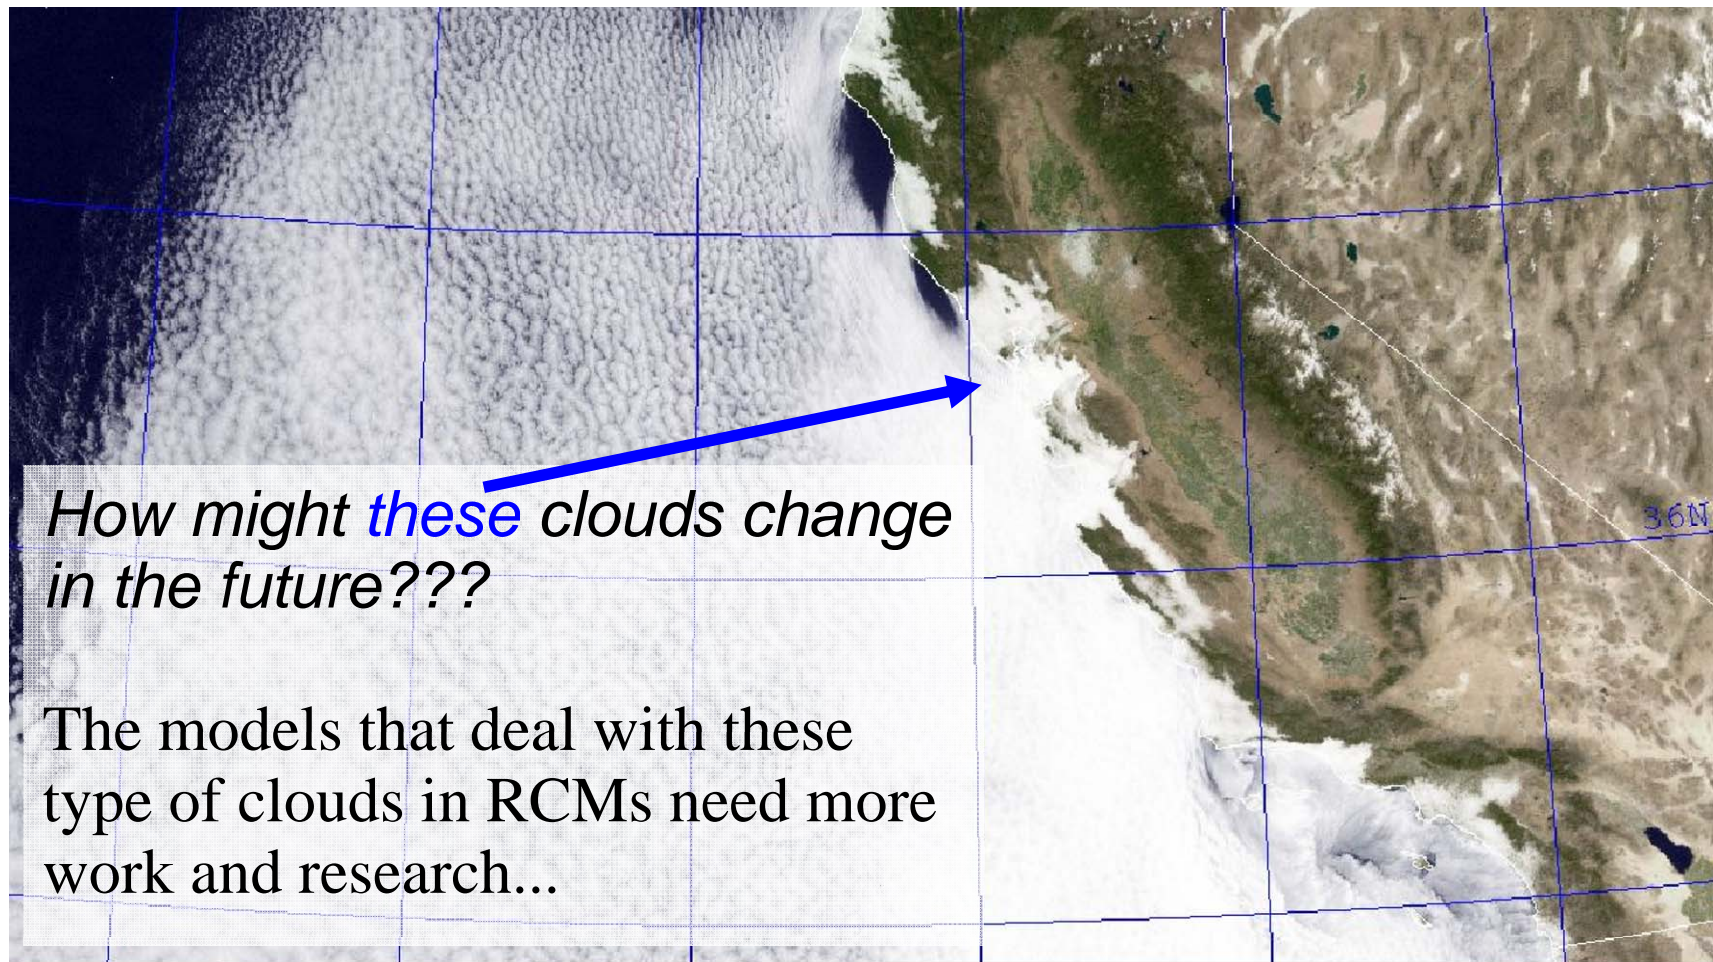 How might these clouds change
in the future???
The models that deal with these
type of clouds in RCMs need more
work and research...
36N